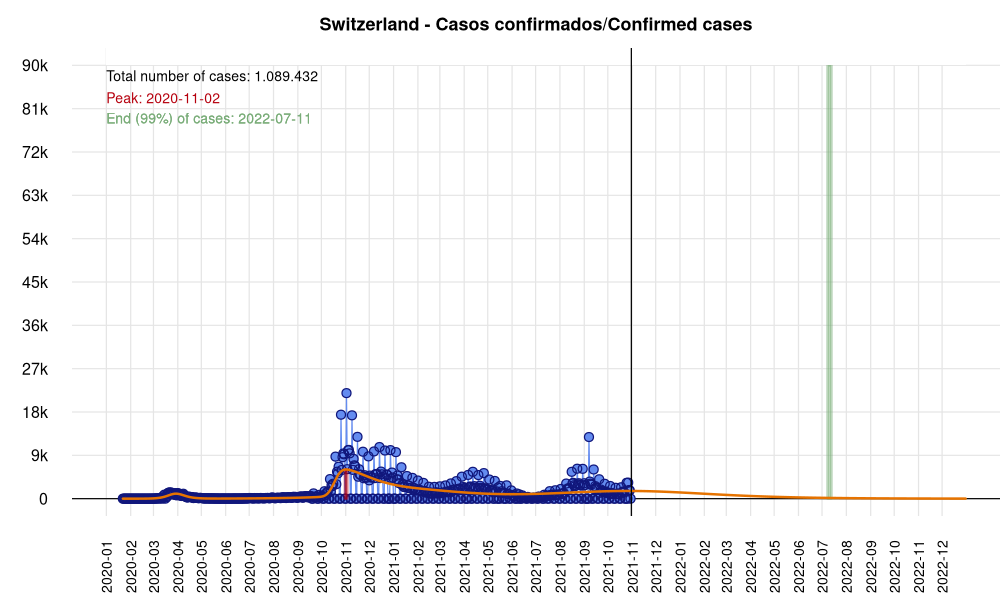 Switzerland - Casos confirmados/Confirmed cases
Total number of cases: 1.089.432
Peak: 2020-11-02
End (99%) of cases: 2022-07-11
90k
81k
72k
63k
54k
45k
36k
27k
18k
9k
0
2020-01
2020-02
2020-03
2020-04
2020-05
2020-06
2020-07
2020-08
2020-09
2020-10
2020-11
2020-12
2021-01
2021-02
2021-03
2021-04
2021-05
2021-06
2021-07
2021-08
2021-09
2021-10
2021-11
2021-12
2022-01
2022-02
2022-03
2022-04
2022-05
2022-06
2022-07
2022-08
2022-09
2022-10
2022-11
2022-12